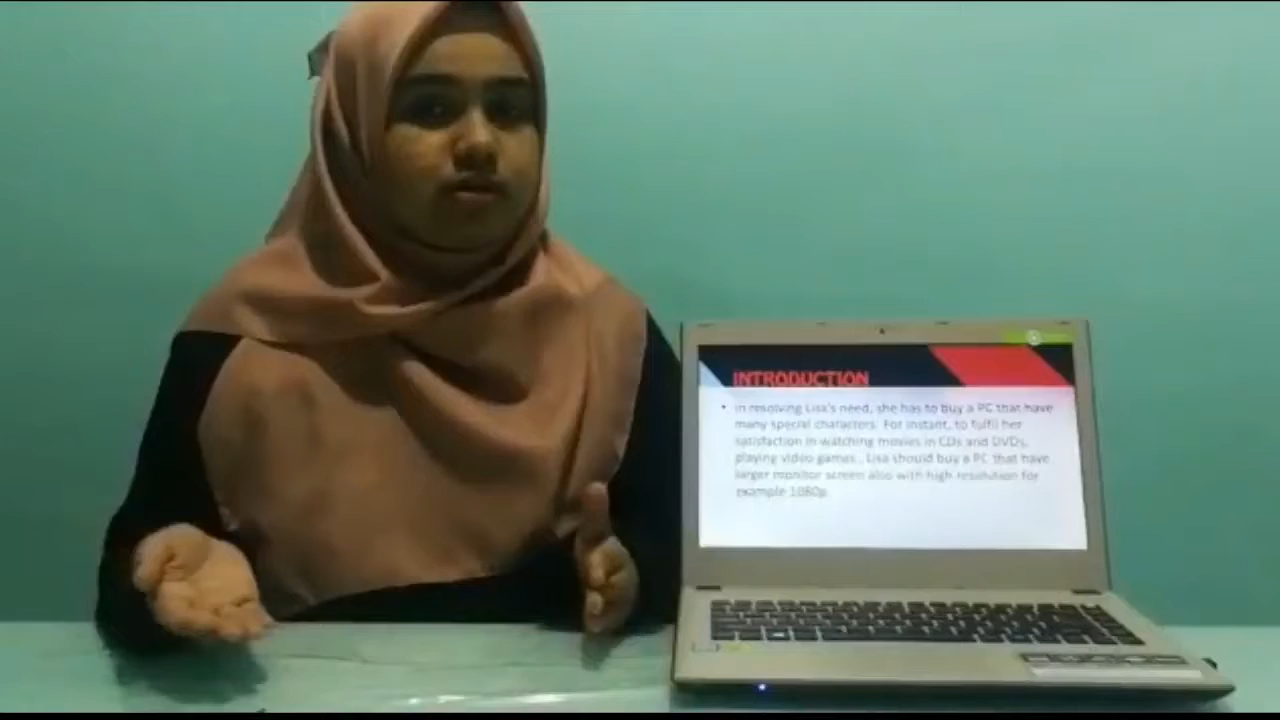 INTRODUCTION
• In resolving Lisa's need, she has to buy a PC that have
many special characters. For instant, to fulfil her
satisfaction in watching movies in CDs and DVDs,
playing video games., Lisa should buy a PC that have
larger monitor screen also with high resolution for
example 1080p